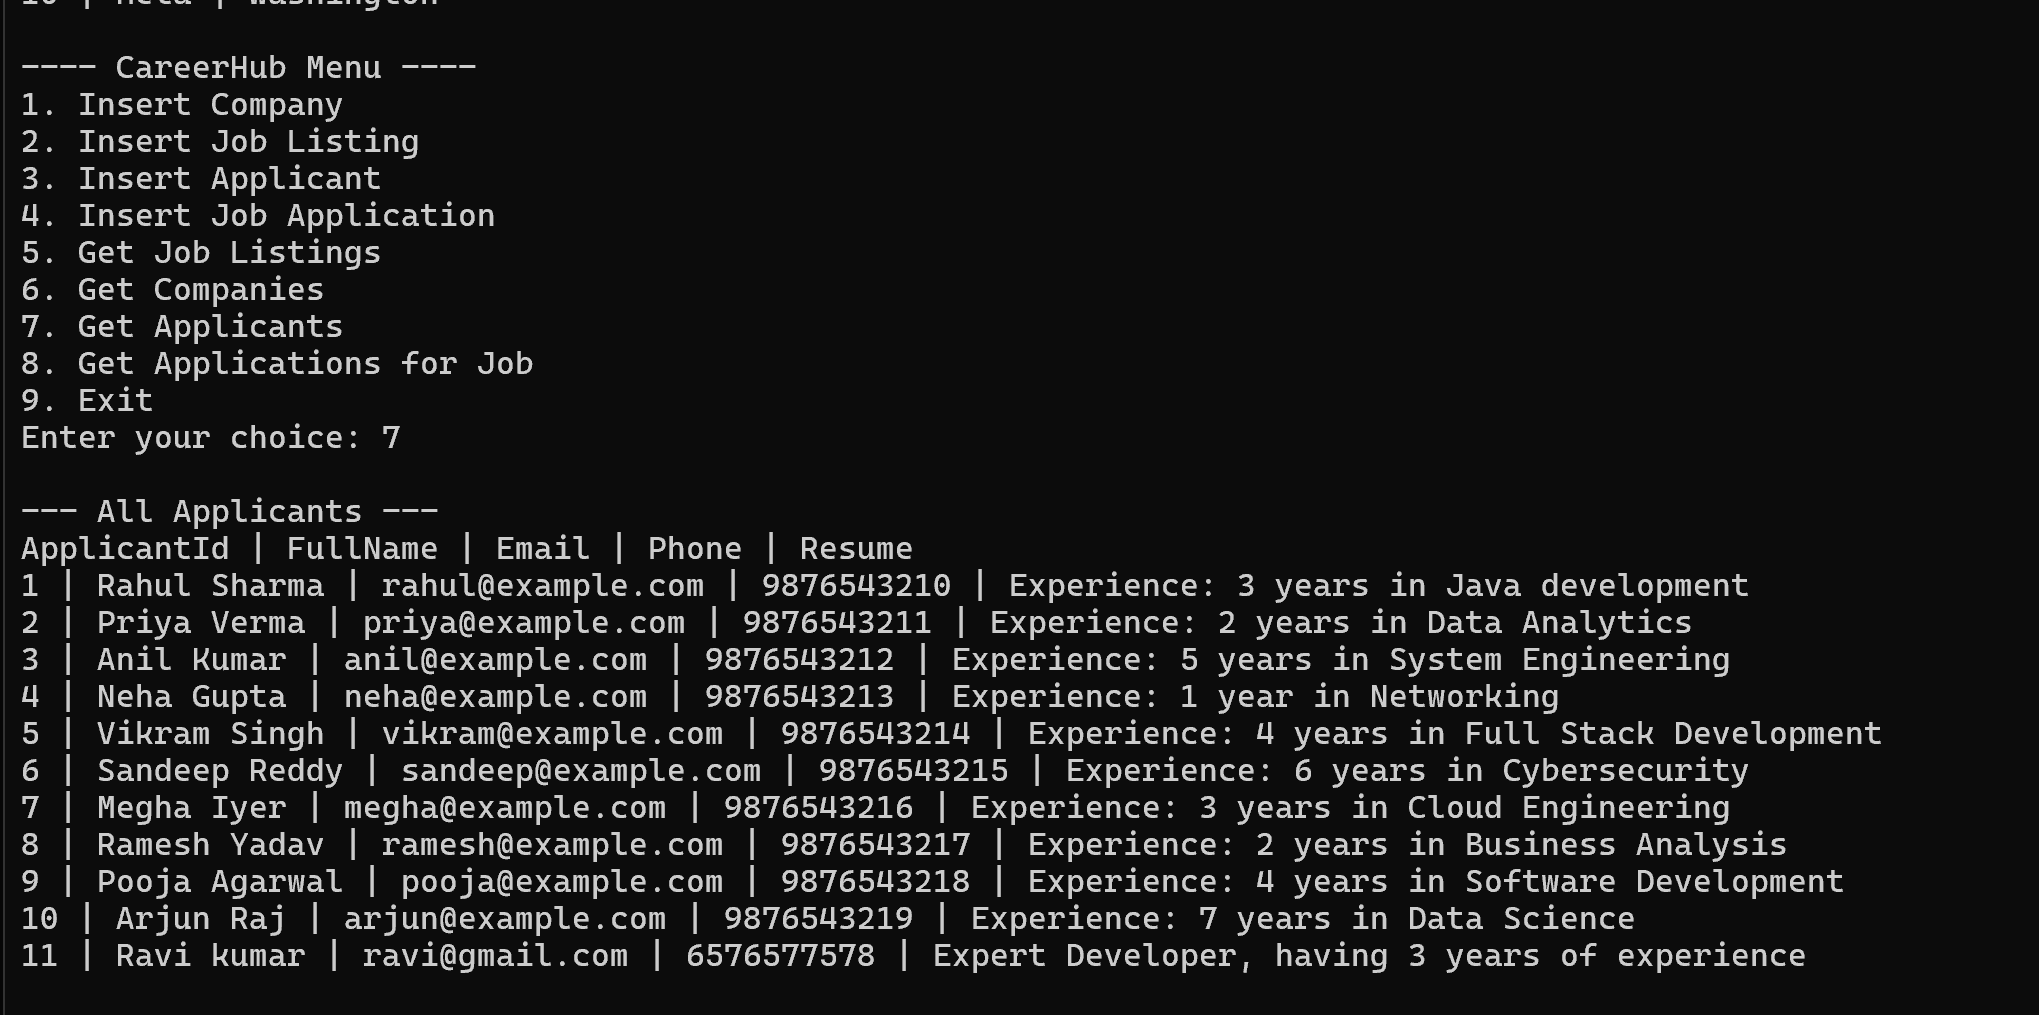 10 | Meta | Washington
---- CareerHub Menu ----
1. Insert Company
2. Insert Job Listing
3. Insert Applicant
4. Insert Job Application
5. Get Job Listings
6. Get Companies
7. Get Applicants
8. Get Applications for Job
9. Exit
Enter your choice: 7
--- All Applicants ---
ApplicantId | FullName | Email | Phone | Resume
1 | Rahul Sharma | rahul@example.com | 9876543210 | Experience: 3 years in Java development
2 | Priya Verma | priya@example.com | 9876543211 | Experience: 2 years in Data Analytics
3 | Anil Kumar | anil@example.com | 9876543212 | Experience: 5 years in System Engineering
4 | Neha Gupta | neha@example.com | 9876543213 | Experience: 1 year in Networking
5 | Vikram Singh | vikram@example.com | 9876543214 | Experience: 4 years in Full Stack Development
6 | Sandeep Reddy | sandeep@example.com | 9876543215 | Experience: 6 years in Cybersecurity
7 | Megha Iyer | megha@example.com | 9876543216 | Experience: 3 years in Cloud Engineering
8 | Ramesh Yadav | ramesh@example.com | 9876543217 | Experience: 2 years in Business Analysis
9 | Pooja Agarwal | pooja@example.com | 9876543218 | Experience: 4 years in Software Development
10 | Arjun Raj | arjun@example.com | 9876543219 | Experience: 7 years in Data Science
11 | Ravi kumar | ravi@gmail.com | 6576577578 | Expert Developer, having 3 years of experience